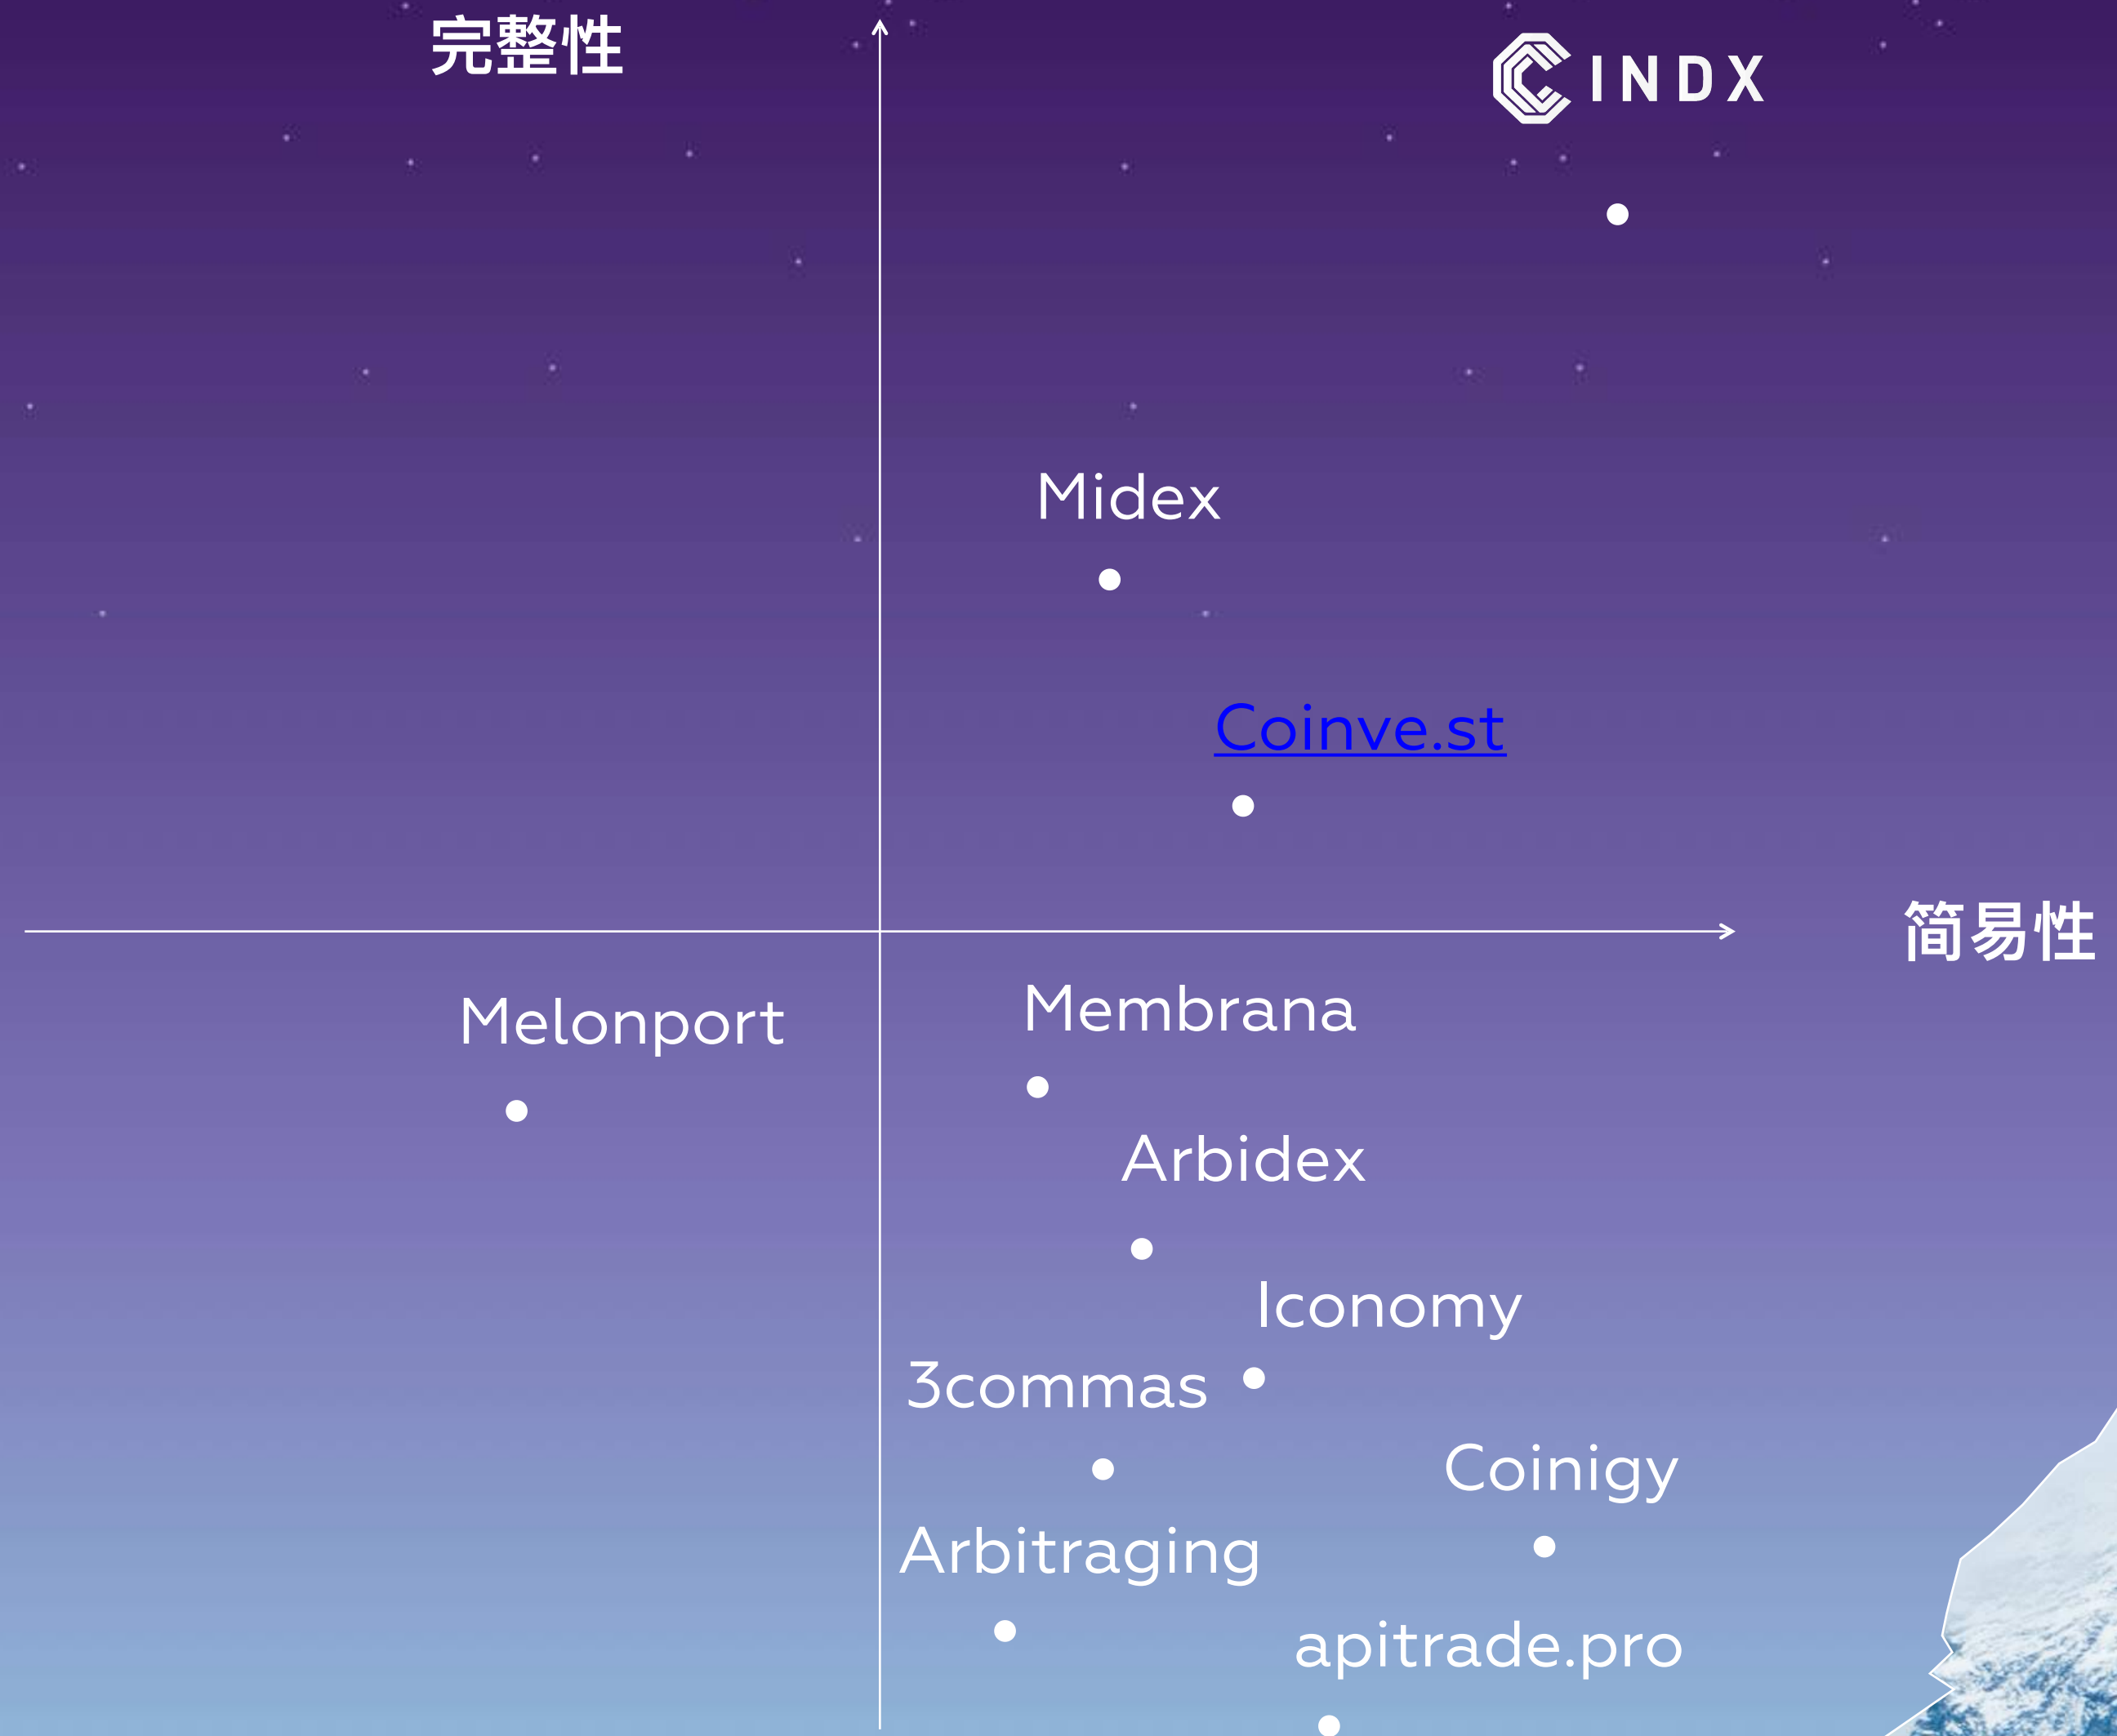 完整性
CINDX
Midex
Coinve.st
简易性
Melonport
Membrana
Arbidex
Iconomy
3commas
Coinigy
Arbitraging
apitrade.pro